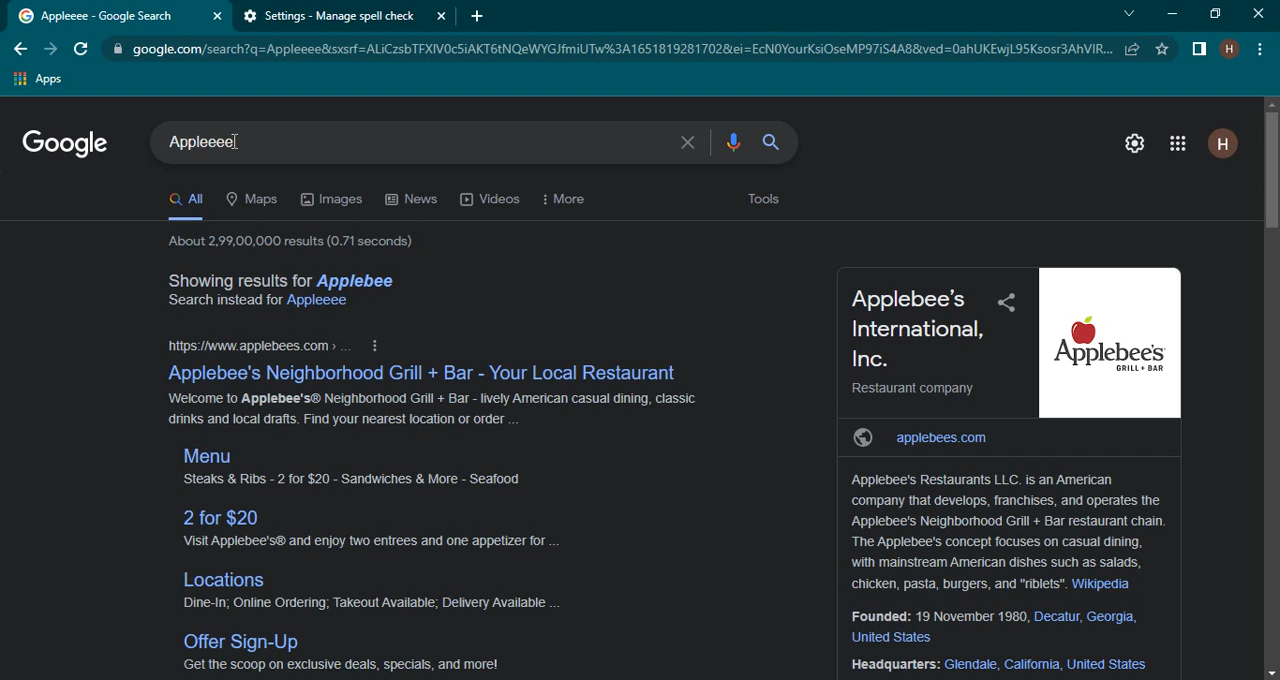 Appleeee - Google Search
Settings - Manage spell check
google.com/search?q=Appleeee&sxsrf=ALiCzsbTFXIV0c5iAKT6tNQeWYGJfmiUTw%3A1651819281702&ei=EcN0YourKsiOseMP97iS4A8&ved=0ahUKEwjL95Ksosr3AhVIR...
H
Apps
Google
Appleeee
H
All Maps Images News Videos More Tools
About 2,99,00,000 results (0.71 seconds)
Showing results for Applebee
Search instead for Appleeee
https://www.applebees.com › ...
Applebee's Neighborhood Grill + Bar - Your Local Restaurant
Welcome to Applebee's® Neighborhood Grill + Bar - lively American casual dining, classic
drinks and local drafts. Find your nearest location or order ...
Menu
Steaks & Ribs - 2 for $20 - Sandwiches & More - Seafood
2 for $20
Visit Applebee's® and enjoy two entrees and one appetizer for ...
Locations
Dine-In; Online Ordering; Takeout Available; Delivery Available ...
Offer Sign-Up
Get the scoop on exclusive deals, specials, and more!
Applebee's
International,
Inc.
Restaurant company
Applebee's
GRILL + BAR
applebees.com
Applebee's Restaurants LLC. is an American
company that develops, franchises, and operates the
Applebee's Neighborhood Grill + Bar restaurant chain.
The Applebee's concept focuses on casual dining,
with mainstream American dishes such as salads,
chicken, pasta, burgers, and "riblets". Wikipedia
Founded: 19 November 1980, Decatur, Georgia,
United States
Headquarters: Glendale, California, United States